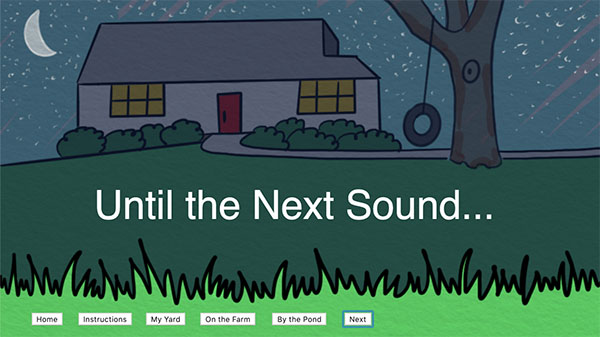 Until the Next Sound...
Home Instructions My Yard On the Farm By the Pond Next